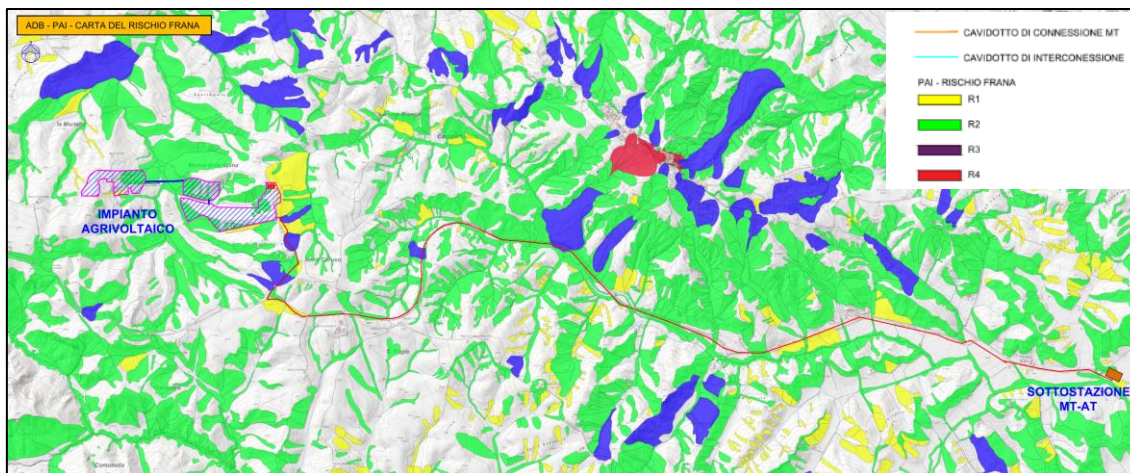 ADB - PAI - CARTA DEL RISCHIO FRANA
CAVIDOTTO DI CONNESSIONE MT
CAVIDOTTO DI INTERCONESSIONE
PAI - RISCHIO FRANA
R1
R2
R3
R4
IMPIANTO
AGRIVOLTAICO
SOTTOSTAZIONE
MT-AT